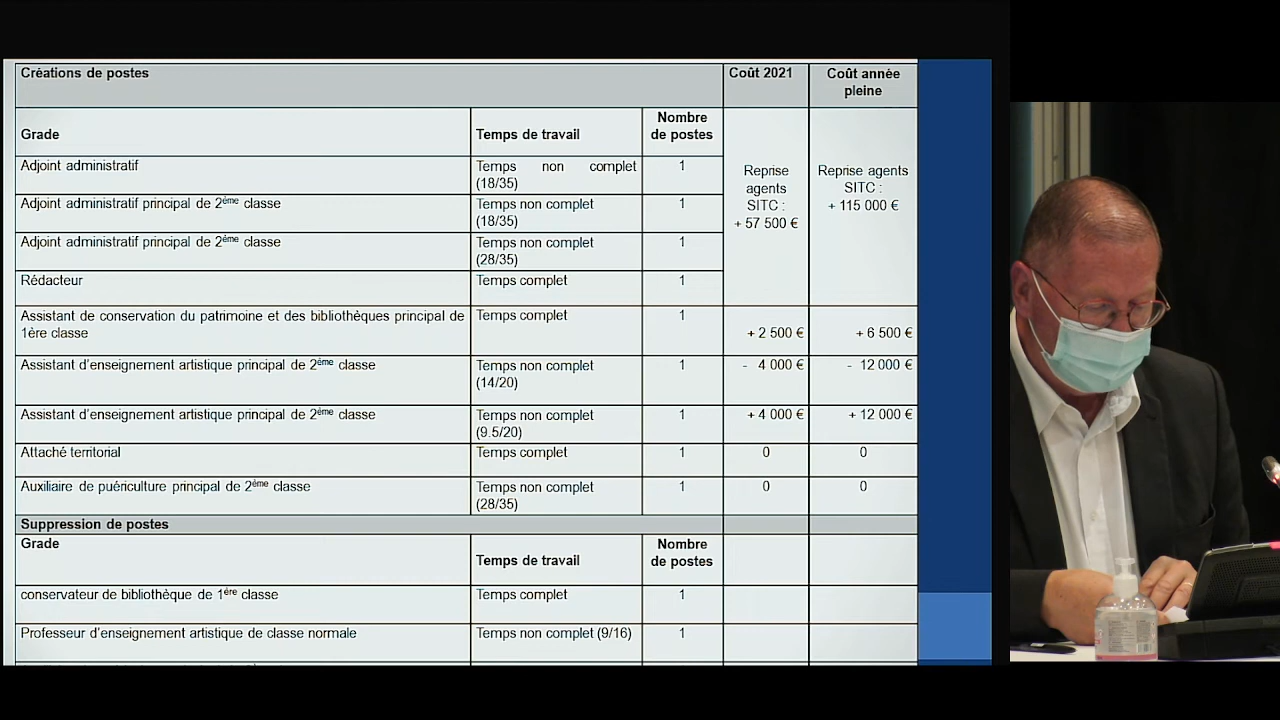 Créations de postes
Coût 2021
Coût année
pleine
Grade
Temps de travail
Nombre
de postes
Reprise
agents
SITC :
+ 57 500 €
Reprise agents
SITC :
+ 115 000 €
Adjoint administratif
Temps non complet
(18/35)
1
Adjoint administratif principal de 2ème classe
Temps non complet
(18/35)
1
Adjoint administratif principal de 2ème classe
Temps non complet
(28/35)
1
Rédacteur
Temps complet
1
Assistant de conservation du patrimoine et des bibliothèques principal de
1ère classe
Temps complet
1
+ 2 500 €
+ 6 500 €
Assistant d'enseignement artistique principal de 2ème classe
Temps non complet
(14/20)
1
- 4 000 €
- 12 000 €
Assistant d'enseignement artistique principal de 2ème classe
Temps non complet
(9.5/20)
1
+ 4 000 €
+ 12 000 €
Attaché territorial
Temps complet
1
0
0
Auxiliaire de puériculture principal de 2ème classe
Temps non complet
(28/35)
1
0
0
Suppression de postes
Grade
Temps de travail
Nombre
de postes
conservateur de bibliothèque de 1ère classe
Temps complet
1
Professeur d'enseignement artistique de classe normale
Temps non complet (9/16)
1